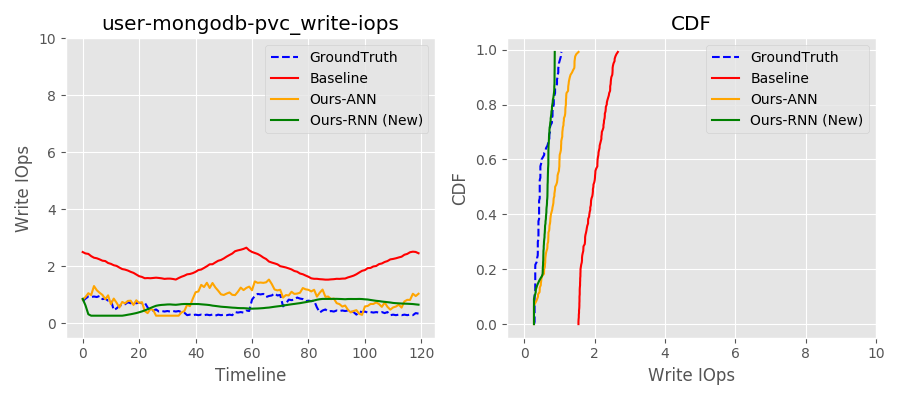 user-mongodb-pvc_write-iops
10
8
6
4
2
0
Write IOps
GroundTruth
Baseline
Ours-ANN
Ours-RNN (New)
0 20 40 60 80 100 120
Timeline
CDF
1.0
0.8
0.6
0.4
0.2
0.0
CDF
GroundTruth
Baseline
Ours-ANN
Ours-RNN (New)
0 2 4 6 8 10
Write IOps